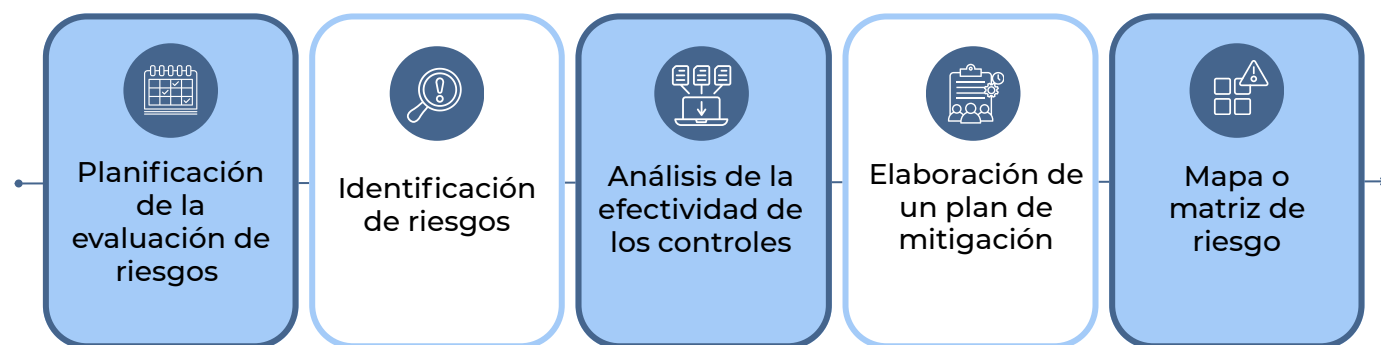 Planificación
de la
evaluación de
riesgos
Identificación
de riesgos
Análisis de la
efectividad de
los controles
Elaboración de
un plan de
mitigación
Mapa o
matriz de
riesgo